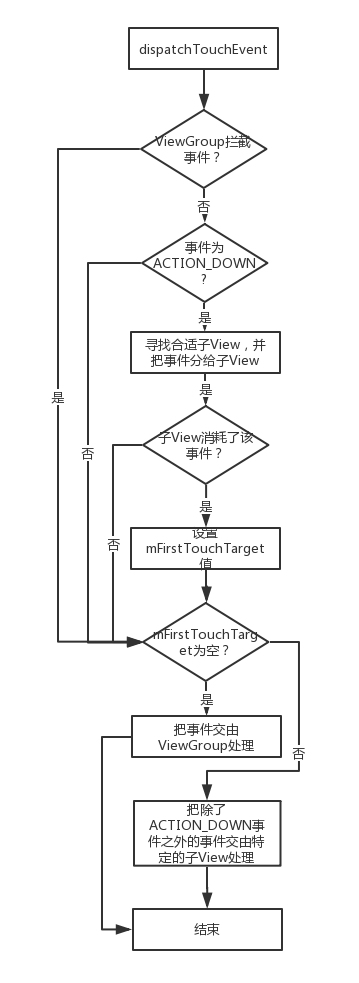 dispatchTouchEvent
ViewGroup拦截
事件？
否
事件为
ACTION_DOWN
？
是
寻找合适子View，并
把事件分给子View
是
子View消耗了该
事件？
是
否
否
是
设置
mFirstTouchTarget
值
mFirstTouchTarg
et为空？
是
把事件交由
ViewGroup处理
否
把除了
ACTION_DOWN事
件之外的事件交由特
定的子View处理
结束